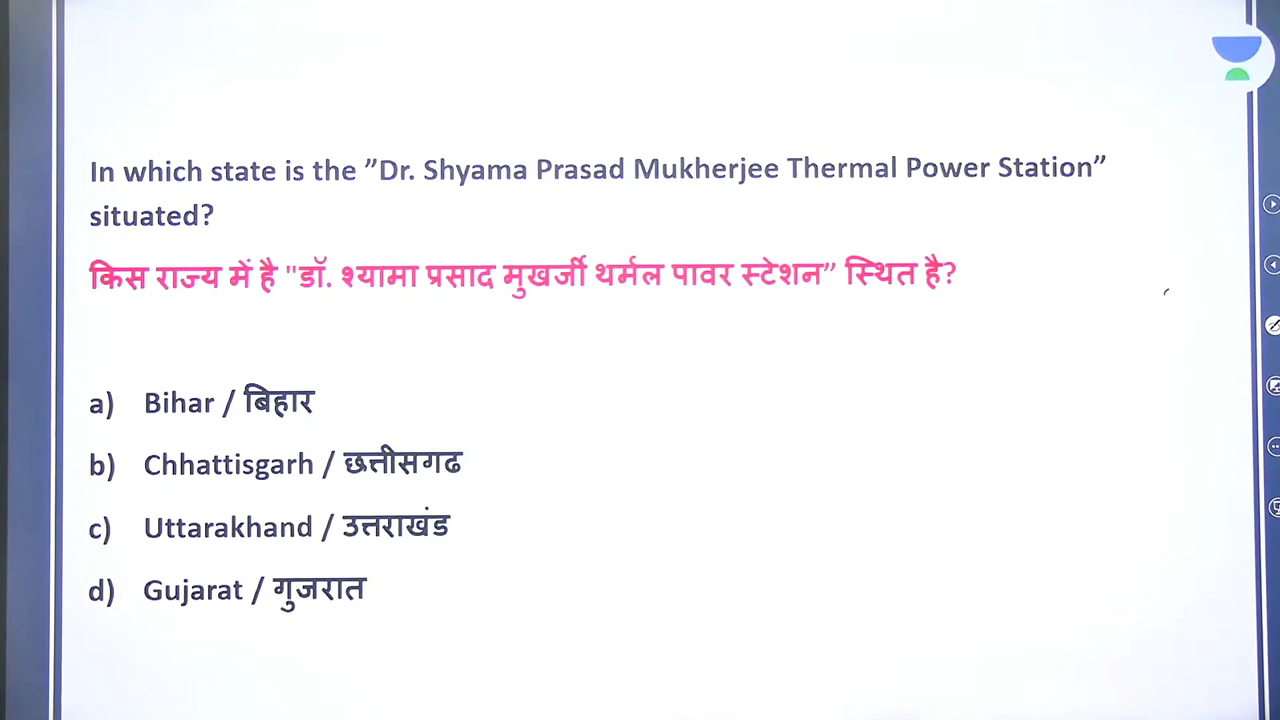 In which state is the ”Dr. Shyama Prasad Mukherjee Thermal Power Station”
situated?
किस राज्य में है "डॉ. श्यामा प्रसाद मुखर्जी थर्मल पावर स्टेशन” स्थित है?
a) Bihar / बिहार
b) Chhattisgarh / छत्तीसगढ
c) Uttarakhand / उत्तराखंड
d) Gujarat / गुजरात